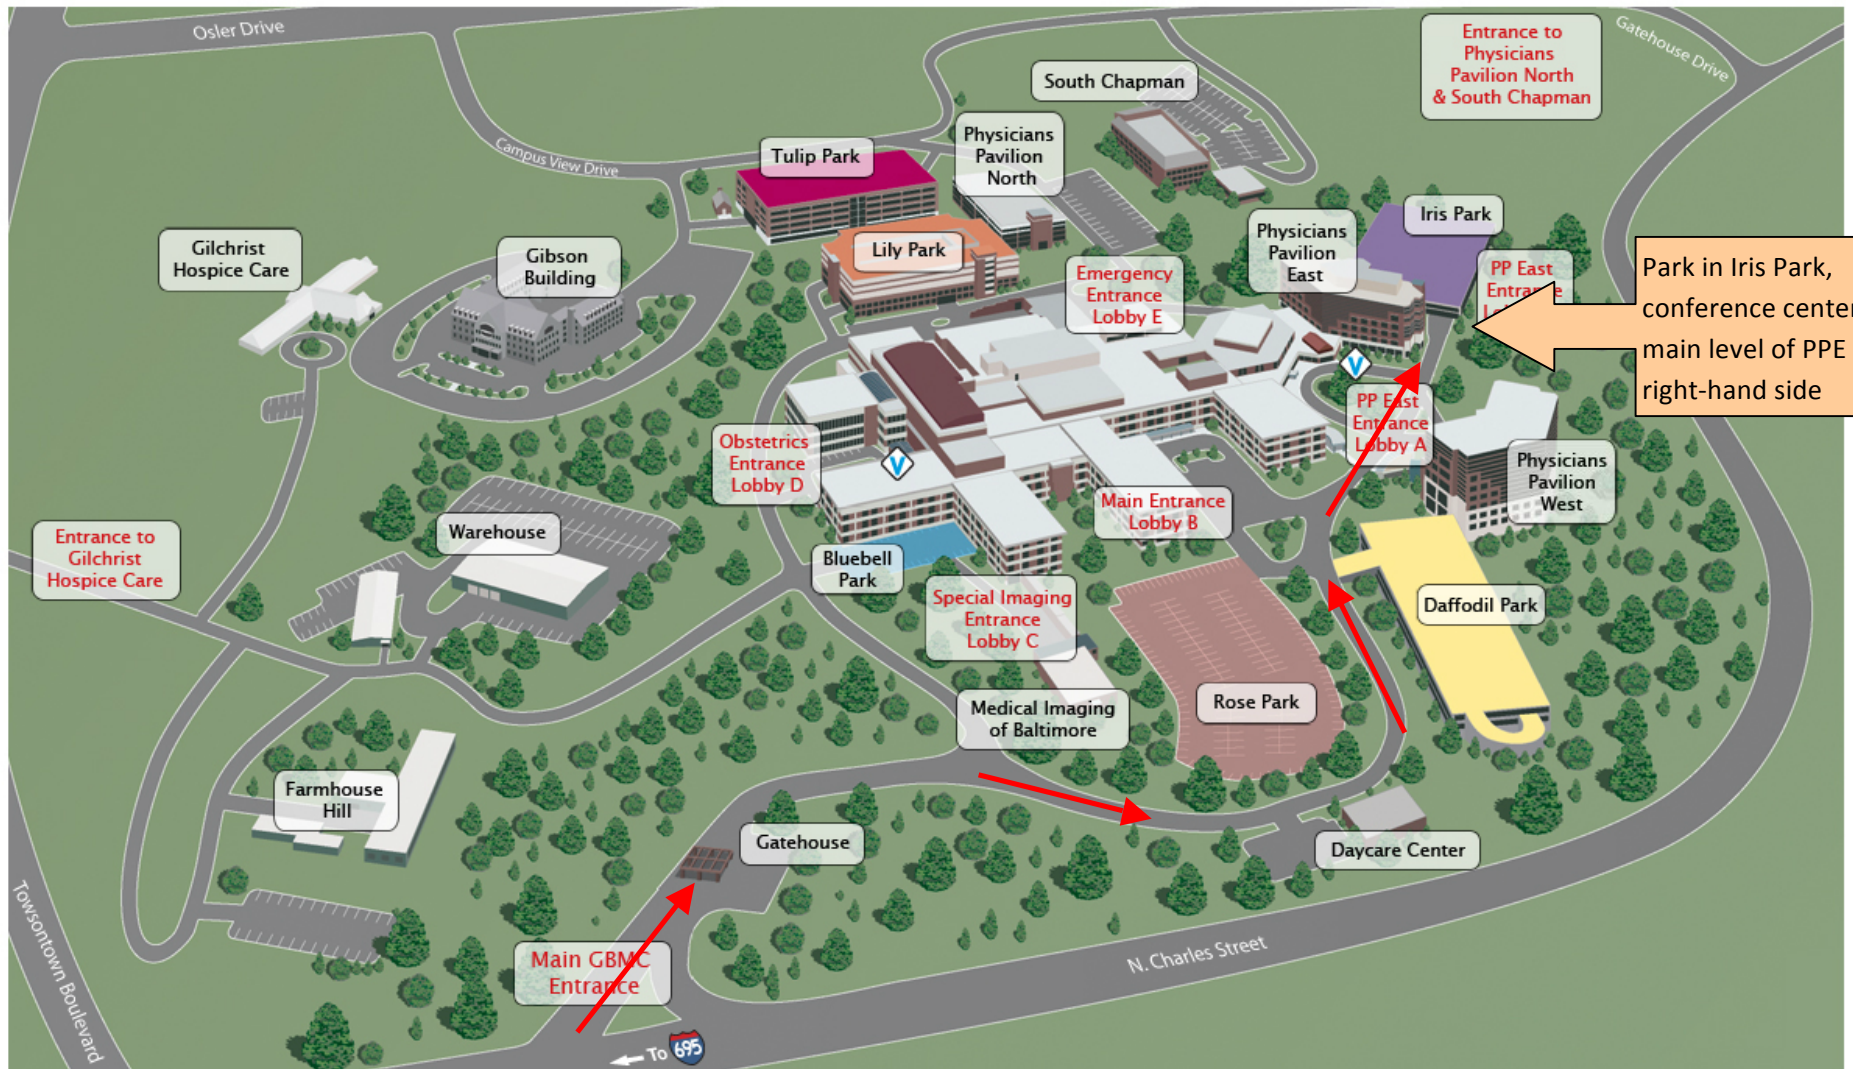 Osler Drive
Gatehouse Drive
Entrance to
Physicians
Pavilion North
& South Chapman
South Chapman
Physicians
Pavilion
North
Campus View Drive
Tulip Park
Iris Park
Gilchrist
Hospice Care
Gibson
Building
Lily Park
Physicians
Pavilion
East
Emergency
Entrance
Lobby E
PP East
Entrance
Park in Iris Park,
conference center
main level of PPE
right-hand side
V
PP East
Entrance
Lobby A
Obstetrics
Entrance
Lobby D
V
Physicians
Pavilion
West
Main Entrance
Lobby B
Entrance to
Gilchrist
Hospice Care
Warehouse
Bluebell
Park
Special Imaging
Entrance
Lobby C
Daffodil Park
Rose Park
Medical Imaging
of Baltimore
Farmhouse
Hill
Gatehouse
Daycare Center
Towsontown Boulevard
Main GBMC
Entrance
N. Charles Street
To 695